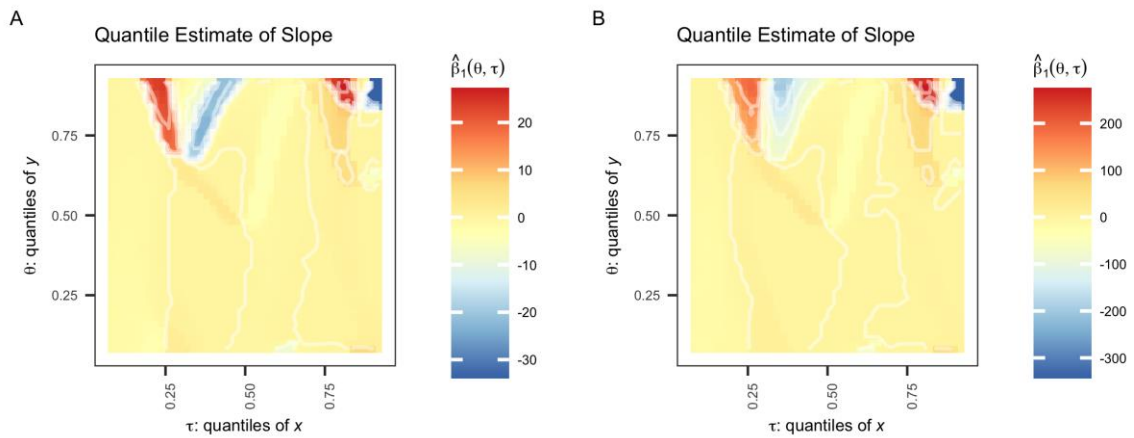 A
Quantile Estimate of Slope
β̂₁(θ, τ)
20
10
0
-10
-20
-30
0.75
0.50
0.25
θ: quantiles of y
0.25
0.50
0.75
τ: quantiles of x
B
Quantile Estimate of Slope
β̂₁(θ, τ)
200
100
0
-100
-200
-300
0.75
0.50
0.25
θ: quantiles of y
0.25
0.50
0.75
τ: quantiles of x